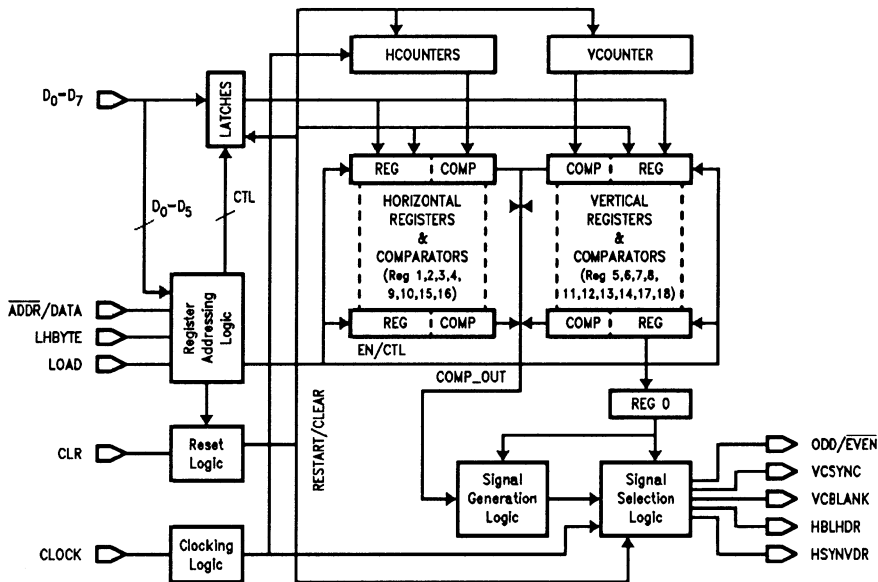 HCOUNTERS
VCOUNTER
D0–D7
LATCHES
REG
COMP
COMP
REG
D0–D5
CTL
HORIZONTAL
REGISTERS
&
COMPARATORS
(Reg 1,2,3,4,
9,10,15,16)
VERTICAL
REGISTERS
&
COMPARATORS
(Reg 5,6,7,8,
11,12,13,14,17,18)
ADDR/DATA
LHBYTE
LOAD
Register
Addressing
Logic
REG
COMP
COMP
REG
EN/CTL
COMP_OUT
REG 0
RESTART/CLEAR
CLR
Reset
Logic
Signal
Generation
Logic
Signal
Selection
Logic
ODD/EVEN
VCSYNC
VCBLANK
HBLHDR
HSYNVDR
CLOCK
Clocking
Logic